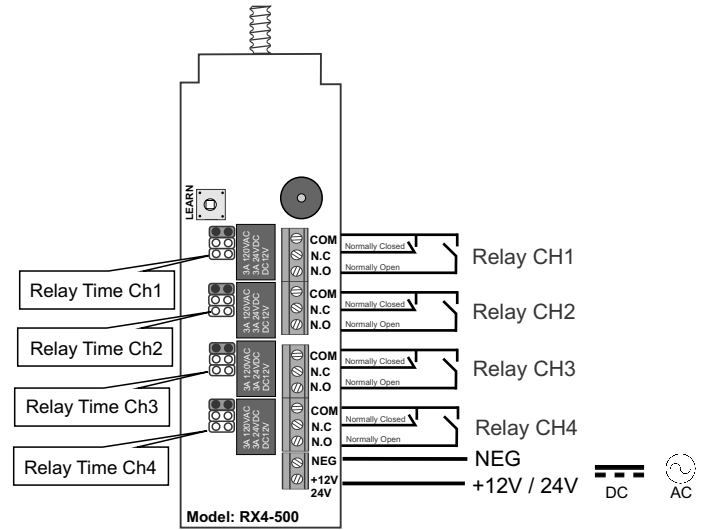 LEARN
3A 120VAC
3A 24VDC
DC12V
COM
N.C
N.O
Normally Closed
Normally Open
Relay CH1
Relay Time Ch1
3A 120VAC
3A 24VDC
DC12V
COM
N.C
N.O
Normally Closed
Normally Open
Relay CH2
Relay Time Ch2
3A 120VAC
3A 24VDC
DC12V
COM
N.C
N.O
Normally Closed
Normally Open
Relay CH3
Relay Time Ch3
3A 120VAC
3A 24VDC
DC12V
COM
N.C
N.O
Normally Closed
Normally Open
Relay CH4
Relay Time Ch4
NEG
NEG
+12V
24V
+12V / 24V
DC
AC
Model: RX4-500